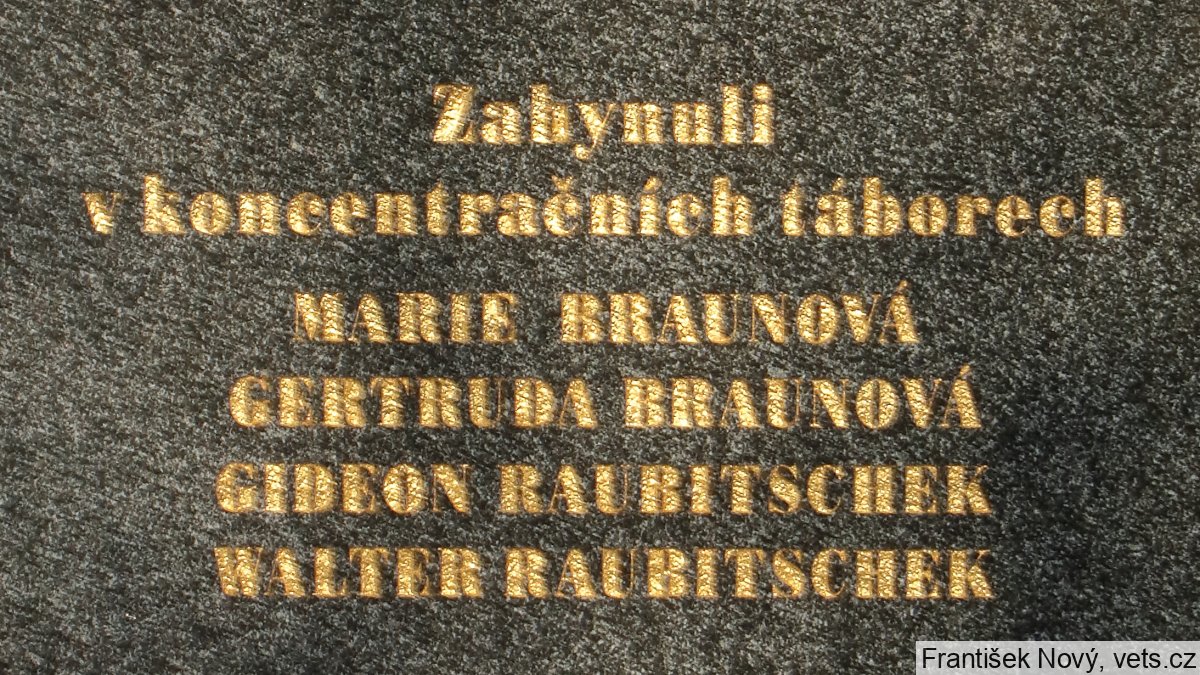 Zahynuli
v koncentračních táborech
MARIE BRAUNOVÁ
GERTRUDA BRAUNOVÁ
GIDEON RAUBITSCHEK
WALTER RAUBITSCHEK
František Nový, vets.cz